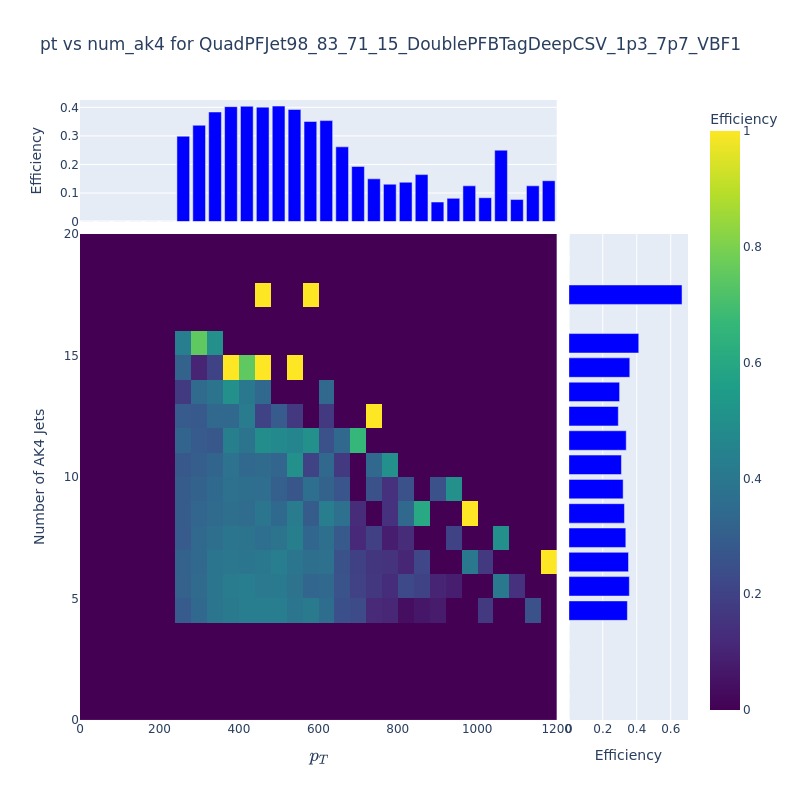 pt vs num_ak4 for QuadPFJet98_83_71_15_DoublePFBTagDeepCSV_1p3_7p7_VBF1
Efficiency
0.4
0.3
0.2
0.1
0
Efficiency
1
0.8
0.6
0.4
0.2
0
Number of AK4 Jets
20
15
10
5
0
0 200 400 600 800 1000 1200
p_T
0 0.2 0.4 0.6
Efficiency